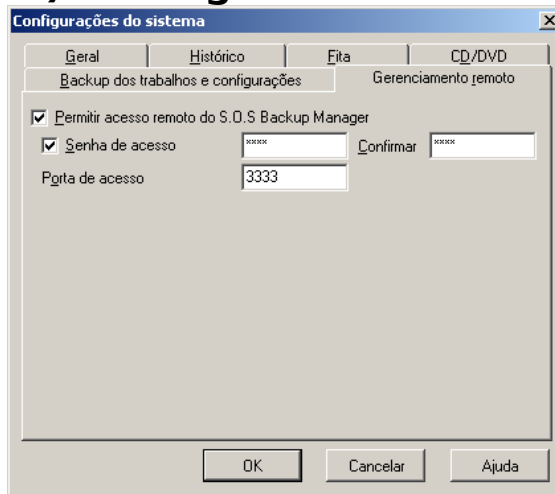 Configurações do sistema
Geral Histórico Fita CD/DVD
Backup dos trabalhos e configurações Gerenciamento remoto
Permitir acesso remoto do S.O.S Backup Manager
Senha de acesso **** Confirmar ****
Porta de acesso 3333
OK Cancelar Ajuda